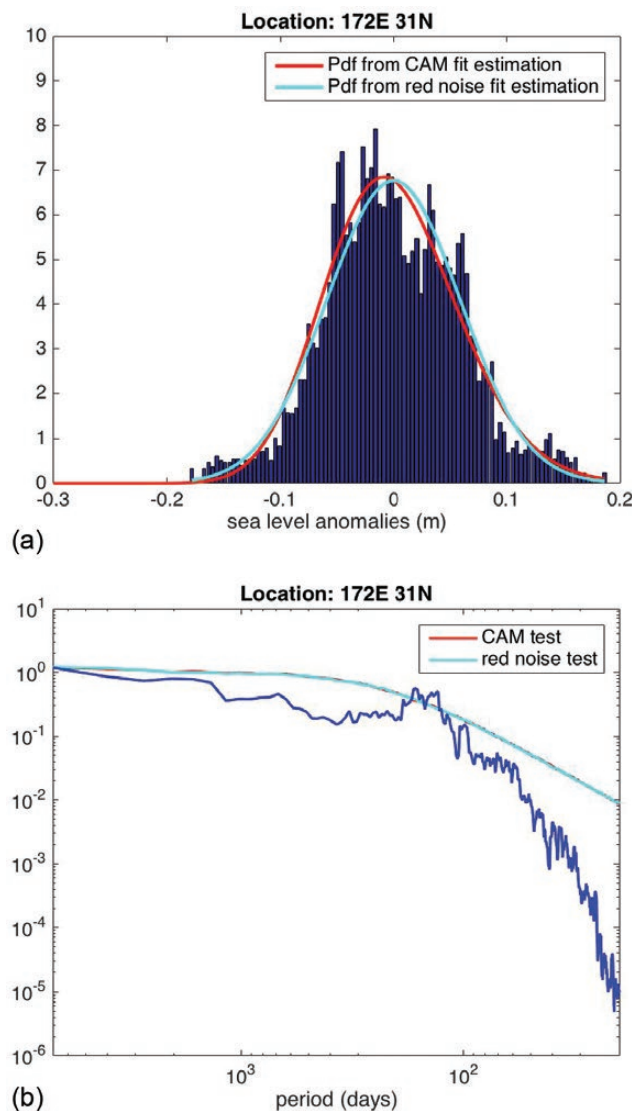 Location: 172E 31N
10
9
8
7
6
5
4
3
2
1
0
Pdf from CAM fit estimation
Pdf from red noise fit estimation
-0.3 -0.2 -0.1 0 0.1 0.2
sea level anomalies (m)
(a)
Location: 172E 31N
10^1
10^0
10^-1
10^-2
10^-3
10^-4
10^-5
10^-6
CAM test
red noise test
10^3 10^2
period (days)
(b)